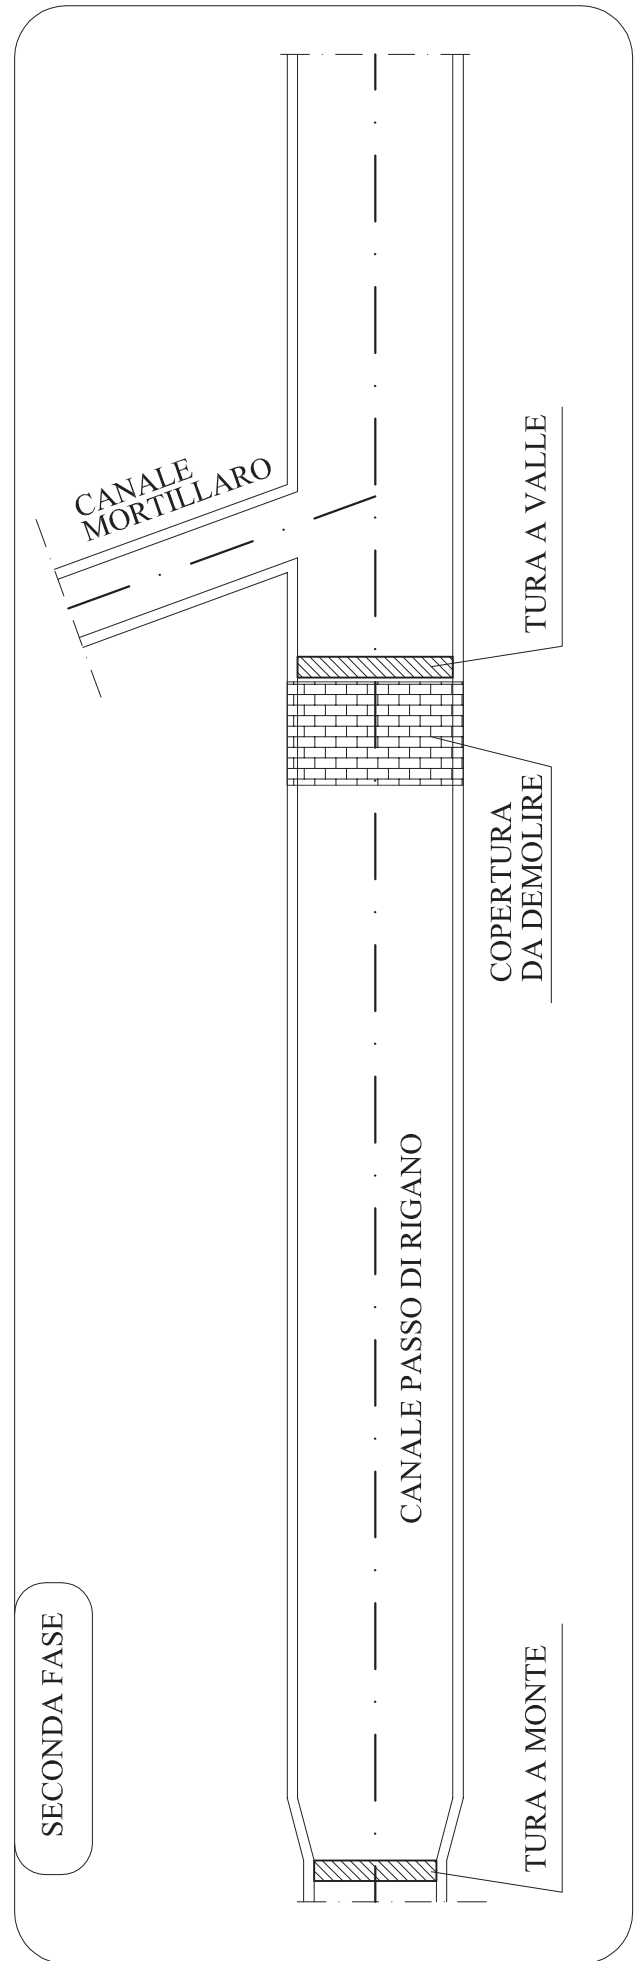 SECONDA FASE
CANALE
MORTILLARO
TURA A MONTE
CANALE PASSO DI RIGANO
COPERTURA
DA DEMOLIRE
TURA A VALLE